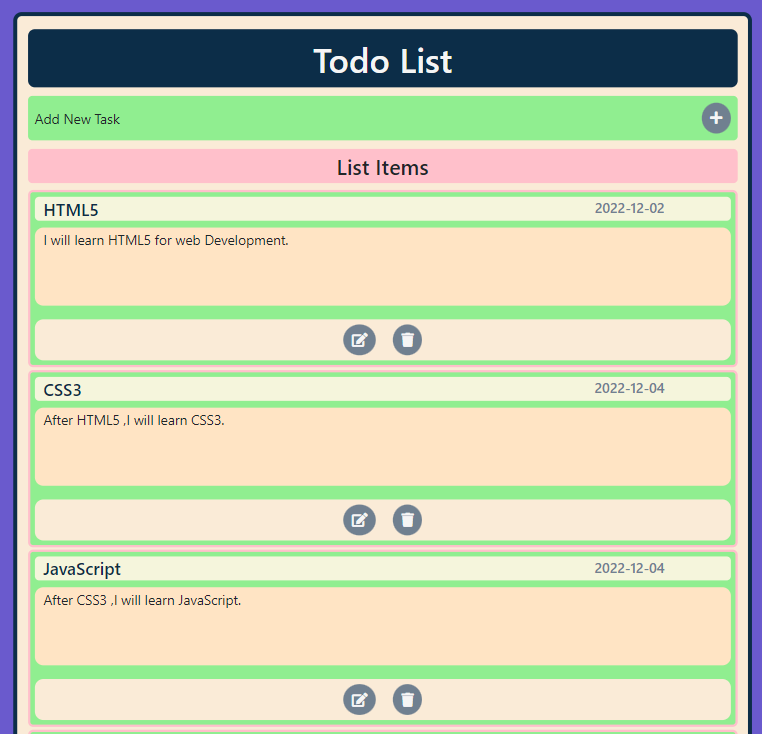 Todo List
Add New Task
List Items
HTML5 2022-12-02
I will learn HTML5 for web Development.
CSS3 2022-12-04
After HTML5 ,I will learn CSS3.
JavaScript 2022-12-04
After CSS3 ,I will learn JavaScript.